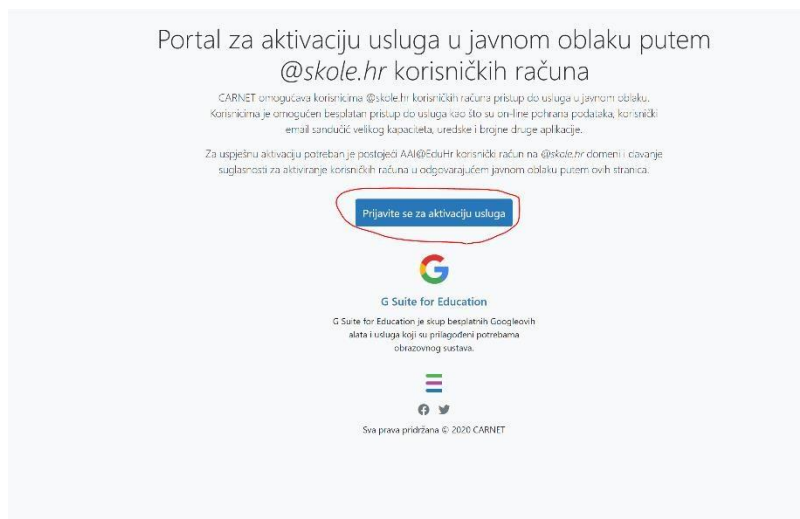 Portal za aktivaciju usluga u javnom oblaku putem
@skole.hr korisničkih računa
CARNET omogućava korisnicima @skole.hr korisničkih računa pristup do usluga u javnom oblaku.
Korisnicima je omogućen besplatan pristup do usluga kao što su on-line pohrana podataka, korisnički
email sandučić velikog kapaciteta, uredske i brojne druge aplikacije.
Za uspješnu aktivaciju potreban je postojeći AAI@EduHr korisnički račun na @skole.hr domeni i davanje
suglasnosti za aktiviranje korisničkih računa u odgovarajućem javnom oblaku putem ovih stranica.
Prijavite se za aktivaciju usluga
G Suite for Education
G Suite for Education je skup besplatnih Googleovih
alata i usluga koji su prilagođeni potrebama
obrazovnog sustava.
Sva prava pridržana © 2020 CARNET